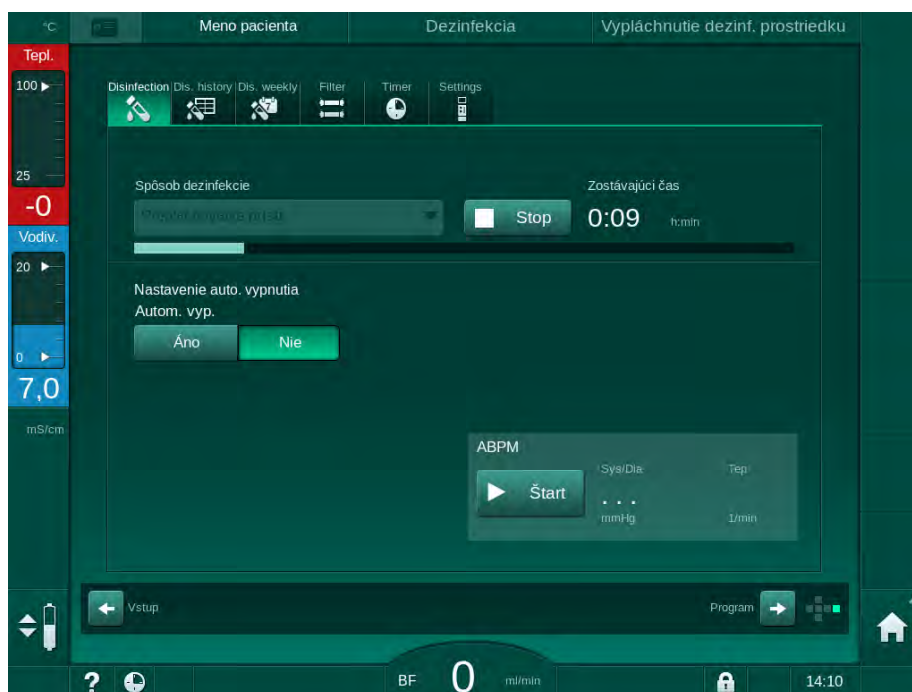 °C
Meno pacienta
Dezinfekcia
Vypláchnutie dezinf. prostriedku
Tepl.
100
25
-0
Vodiv.
20
0
7,0
mS/cm
Disinfection
Dis. history
Dis. weekly
Filter
Timer
Settings
Spôsob dezinfekcie
Stop
Zostávajúci čas
0:09 h:min
Nastavenie auto. vypnutia
Autom. vyp.
Áno
Nie
ABPM
Štart
Sys/Dia
Tep
. . .
mmHg
1/min
Vstup
Program
?
BF 0 ml/min
14:10